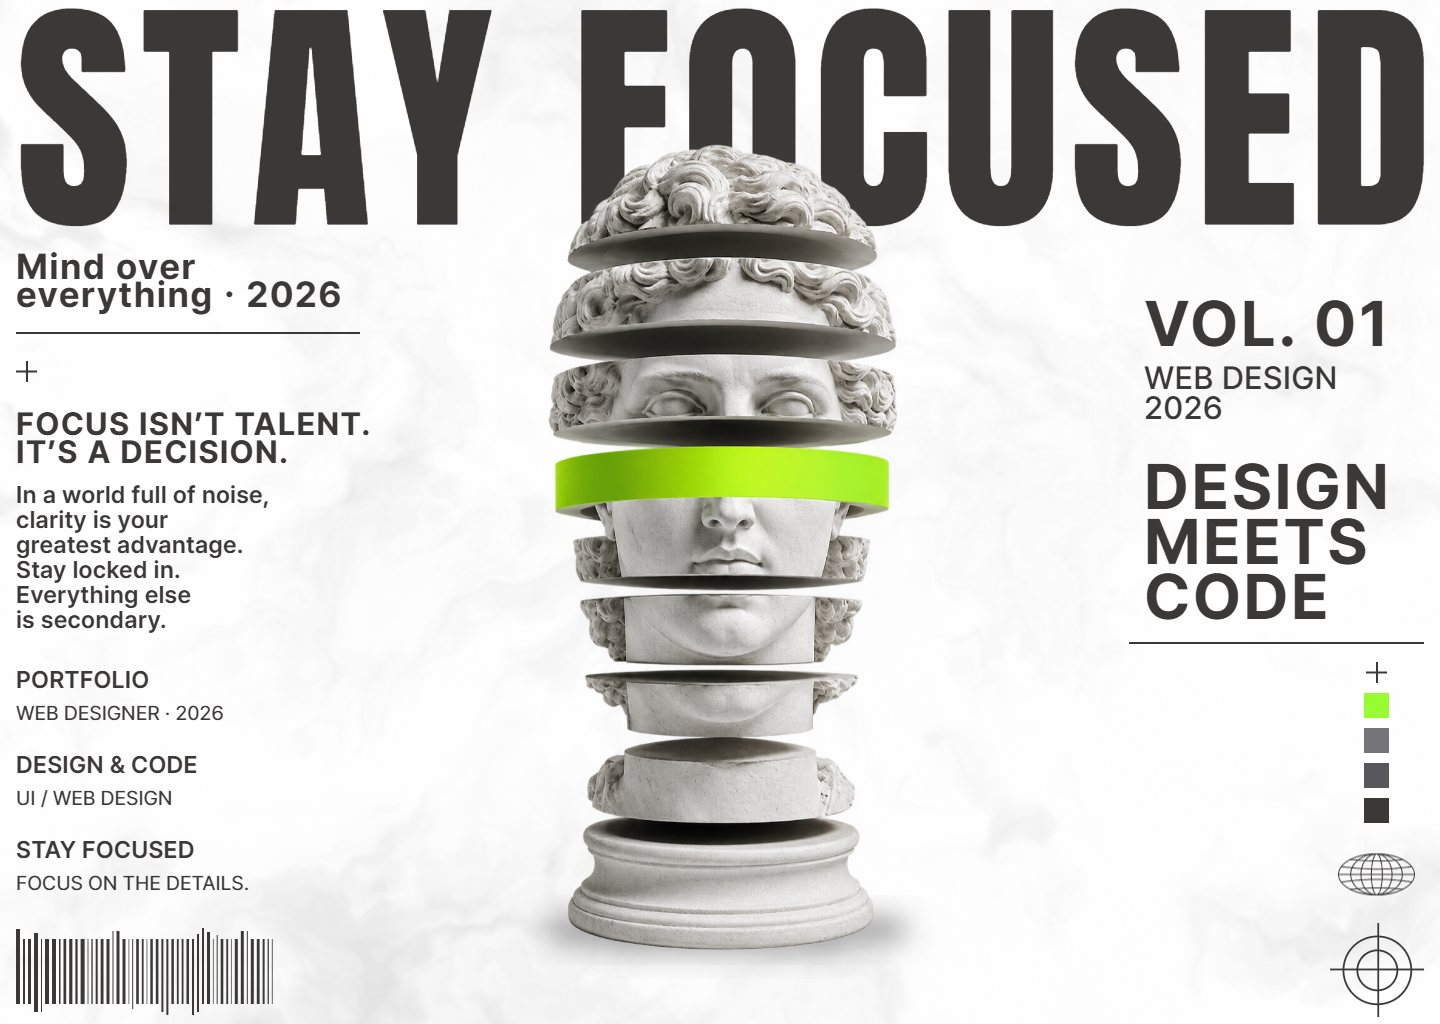 STAY FOCUSED
Mind over
everything · 2026
FOCUS ISN’T TALENT.
IT’S A DECISION.
In a world full of noise,
clarity is your
greatest advantage.
Stay locked in.
Everything else
is secondary.
PORTFOLIO
WEB DESIGNER · 2026
DESIGN & CODE
UI / WEB DESIGN
STAY FOCUSED
FOCUS ON THE DETAILS.
VOL. 01
WEB DESIGN
2026
DESIGN
MEETS
CODE